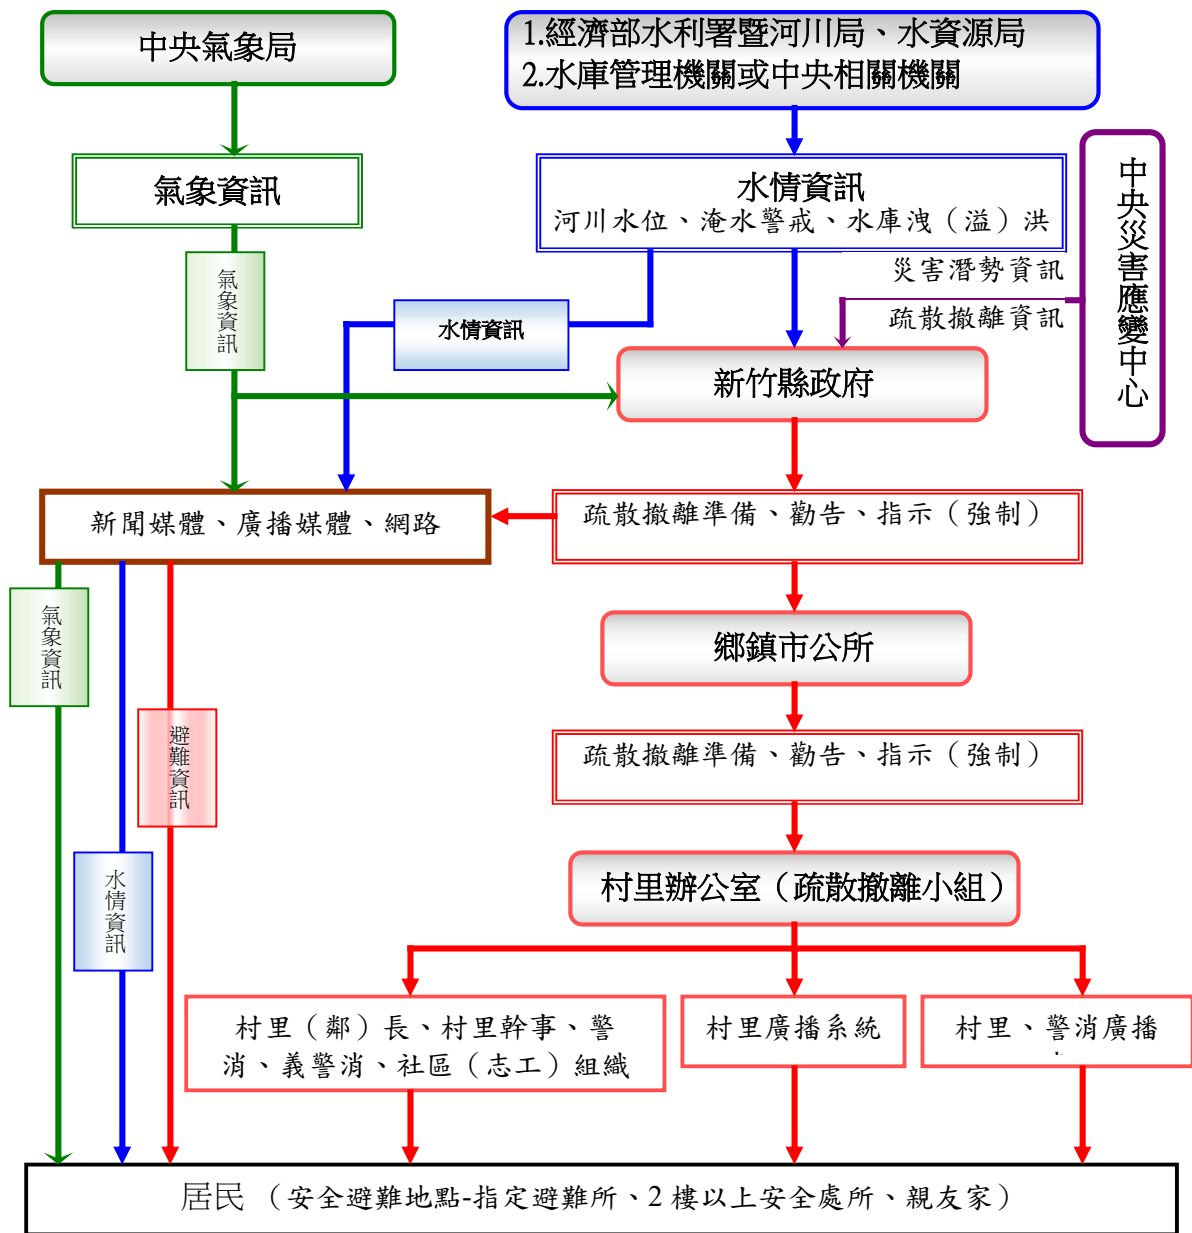 中央氣象局
1.經濟部水利署暨河川局、水資源局
2.水庫管理機關或中央相關機關
氣象資訊
水情資訊
河川水位、淹水警戒、水庫洩（溢）洪
中央災害應變中心
氣象資訊
水情資訊
災害潛勢資訊
疏散撤離資訊
新竹縣政府
新聞媒體、廣播媒體、網路
疏散撤離準備、勸告、指示（強制）
氣象資訊
鄉鎮市公所
避難資訊
疏散撤離準備、勸告、指示（強制）
水情資訊
村里辦公室（疏散撤離小組）
村里（鄰）長、村里幹事、警
消、義警消、社區（志工）組織
村里廣播系統
村里、警消廣播
居民 （安全避難地點-指定避難所、2 樓以上安全處所、親友家）